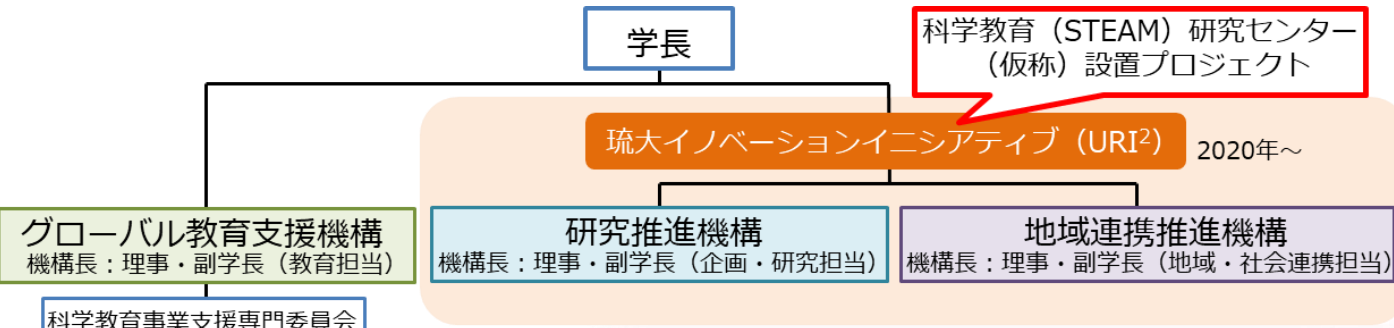 学長
科学教育（STEAM）研究センター
（仮称）設置プロジェクト
琉大イノベーションイニシアティブ（URI²）
2020年～
グローバル教育支援機構
機構長：理事・副学長（教育担当）
研究推進機構
機構長：理事・副学長（企画・研究担当）
地域連携推進機構
機構長：理事・副学長（地域・社会連携担当）
科学教育事業支援専門委員会